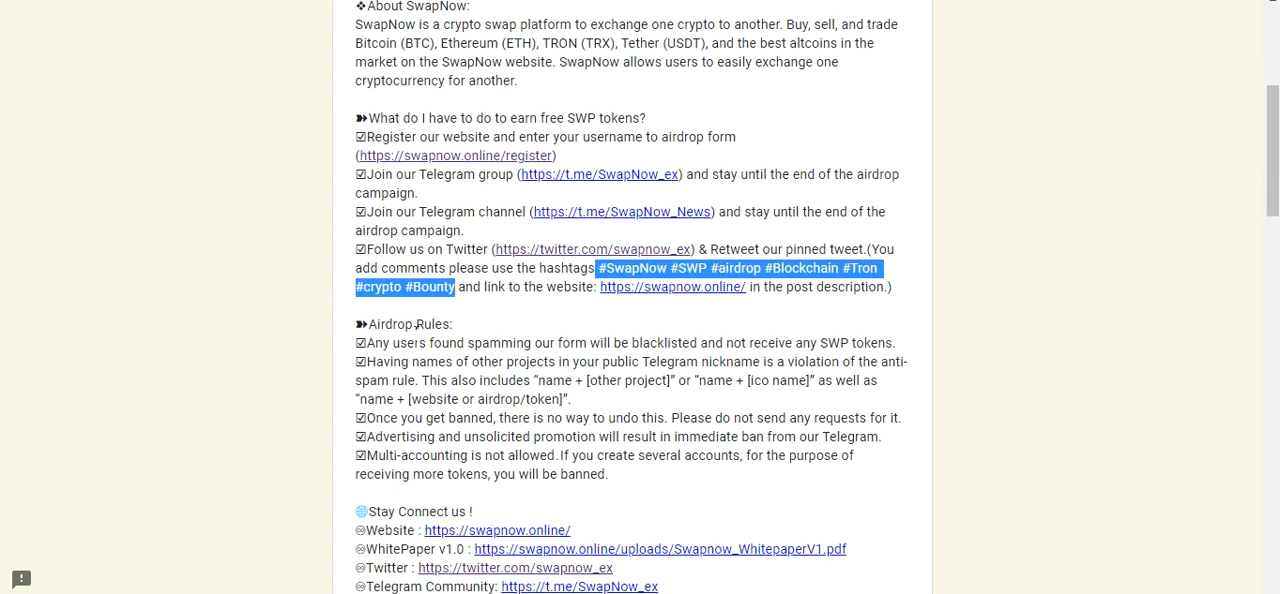 ❖About SwapNow:
SwapNow is a crypto swap platform to exchange one crypto to another. Buy, sell, and trade
Bitcoin (BTC), Ethereum (ETH), TRON (TRX), Tether (USDT), and the best altcoins in the
market on the SwapNow website. SwapNow allows users to easily exchange one
cryptocurrency for another.
➽What do I have to do to earn free SWP tokens?
☑Register our website and enter your username to airdrop form
(https://swapnow.online/register)
☑Join our Telegram group (https://t.me/SwapNow_ex) and stay until the end of the airdrop
campaign.
☑Join our Telegram channel (https://t.me/SwapNow_News) and stay until the end of the
airdrop campaign.
☑Follow us on Twitter (https://twitter.com/swapnow_ex) & Retweet our pinned tweet.(You
add comments please use the hashtags #SwapNow #SWP #airdrop #Blockchain #Tron
#crypto #Bounty and link to the website: https://swapnow.online/ in the post description.)
➽Airdrop Rules:
☑Any users found spamming our form will be blacklisted and not receive any SWP tokens.
☑Having names of other projects in your public Telegram nickname is a violation of the anti-
spam rule. This also includes “name + [other project]” or “name + [ico name]” as well as
“name + [website or airdrop/token]”.
☑Once you get banned, there is no way to undo this. Please do not send any requests for it.
☑Advertising and unsolicited promotion will result in immediate ban from our Telegram.
☑Multi-accounting is not allowed.If you create several accounts, for the purpose of
receiving more tokens, you will be banned.
🌐Stay Connect us !
♾Website : https://swapnow.online/
♾WhitePaper v1.0 : https://swapnow.online/uploads/Swapnow_WhitepaperV1.pdf
♾Twitter : https://twitter.com/swapnow_ex
♾Telegram Community: https://t.me/SwapNow_ex